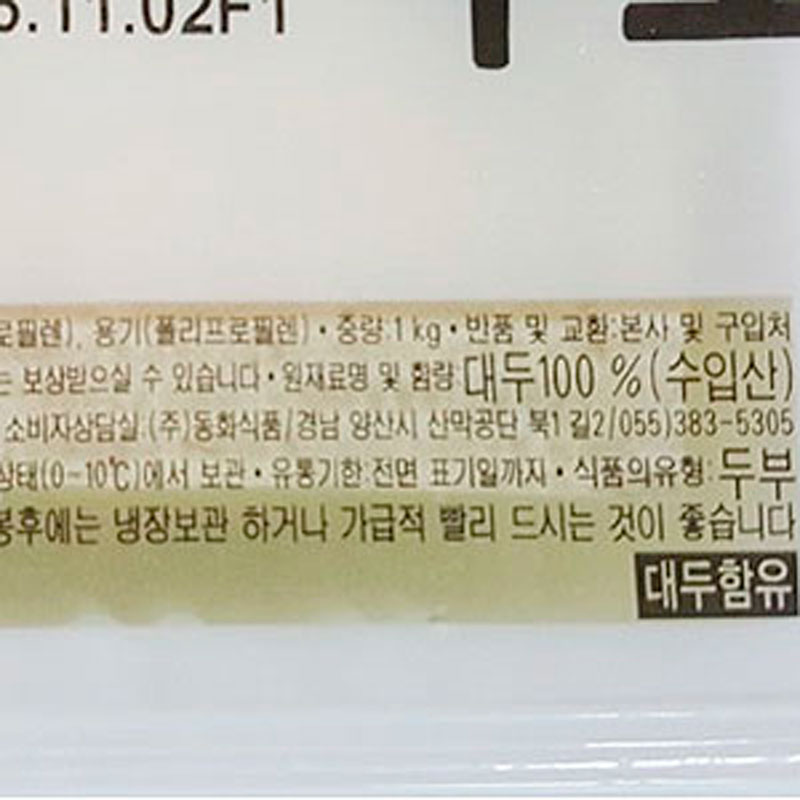 5.11.02F1
로필렌), 용기(폴리프로필렌)·중량:1kg·반품 및 교환:본사 및 구입처
는 보상받으실 수 있습니다·원재료명 및 함량:대두100 %(수입산)
소비자상담실:(주)동화식품/경남 양산시 산막공단 북1길2/055)383-5305
상태(0-10℃)에서 보관·유통기한:전면 표기일까지·식품의유형:두부
봉후에는 냉장보관 하거나 가급적 빨리 드시는 것이 좋습니다
대두함유